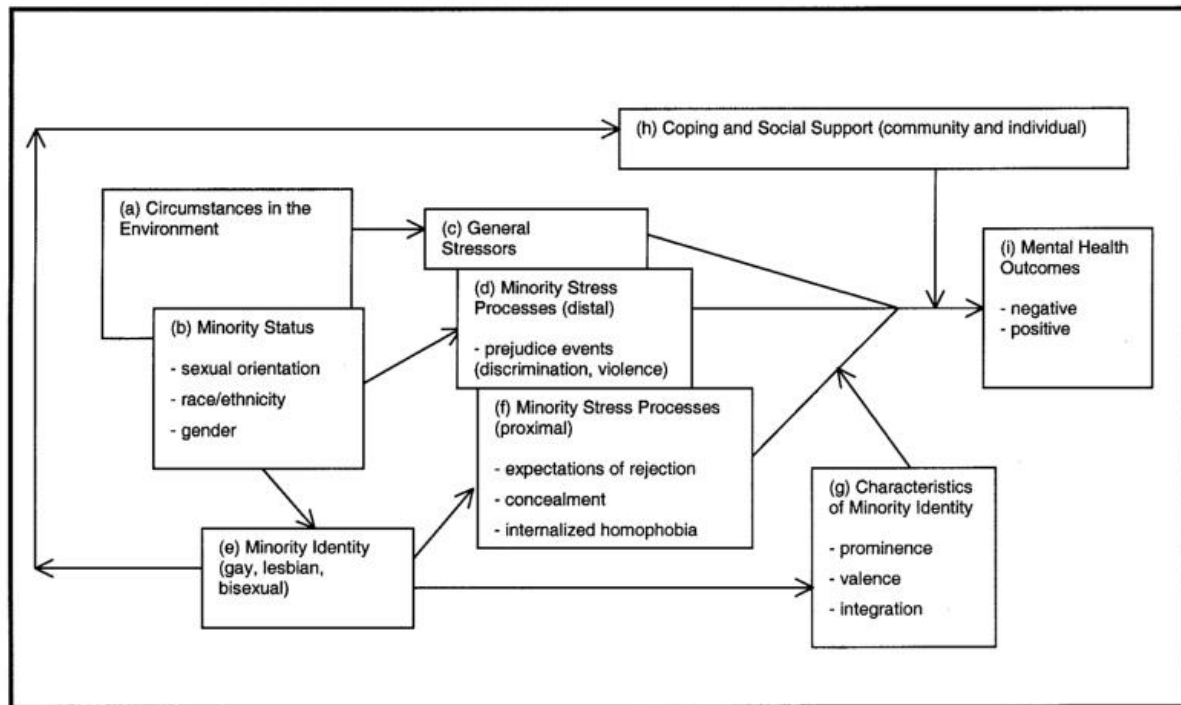 (h) Coping and Social Support (community and individual)
(a) Circumstances in the
Environment
(c) General
Stressors
(i) Mental Health
Outcomes
- negative
- positive
(d) Minority Stress
Processes (distal)
- prejudice events
(discrimination, violence)
(b) Minority Status
- sexual orientation
- race/ethnicity
- gender
(f) Minority Stress Processes
(proximal)
- expectations of rejection
- concealment
- internalized homophobia
(g) Characteristics
of Minority Identity
- prominence
- valence
- integration
(e) Minority Identity
(gay, lesbian,
bisexual)